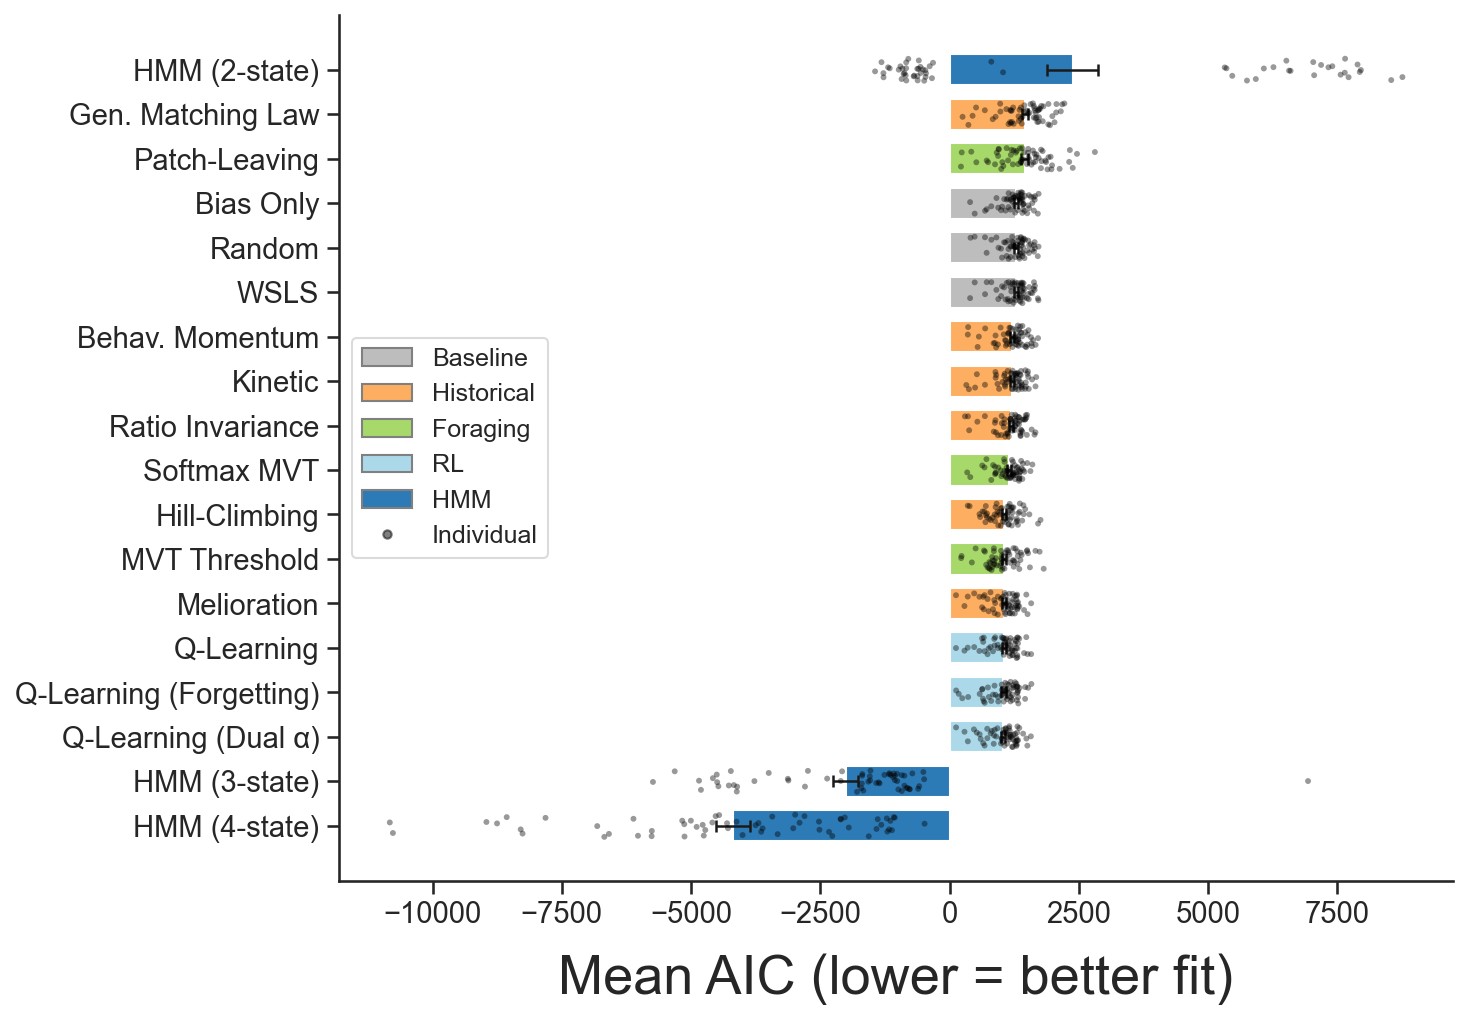 HMM (2-state)
Gen. Matching Law
Patch-Leaving
Bias Only
Random
WSLS
Behav. Momentum
Kinetic
Ratio Invariance
Softmax MVT
Hill-Climbing
MVT Threshold
Melioration
Q-Learning
Q-Learning (Forgetting)
Q-Learning (Dual α)
HMM (3-state)
HMM (4-state)
Baseline
Historical
Foraging
RL
HMM
Individual
−10000 −7500 −5000 −2500 0 2500 5000 7500
Mean AIC (lower = better fit)